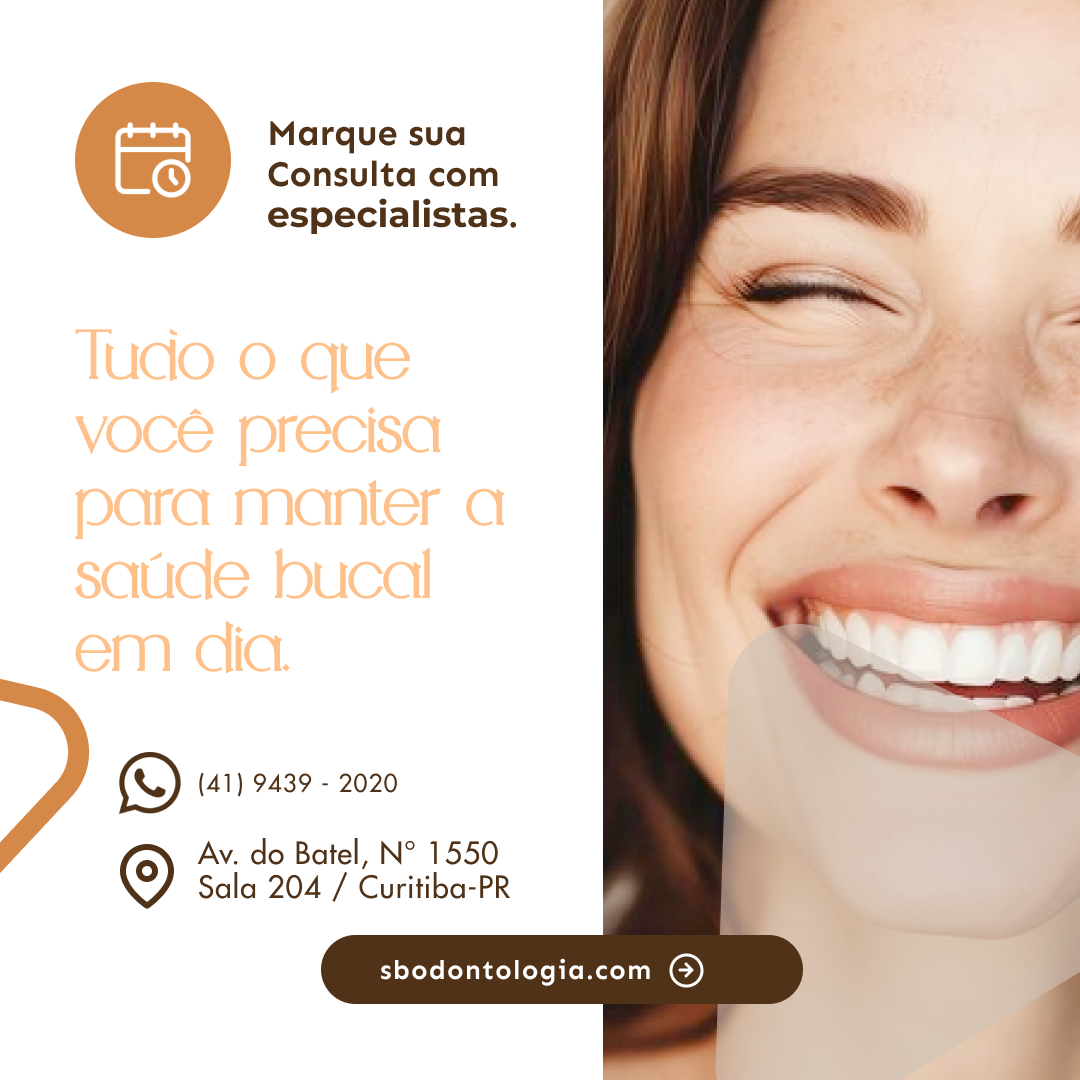 Marque sua
Consulta com
especialistas.
Tudo o que
você precisa
para manter a
saúde bucal
em dia.
(41) 9439 - 2020
Av. do Batel, N° 1550
Sala 204 / Curitiba-PR
sbodontologia.com